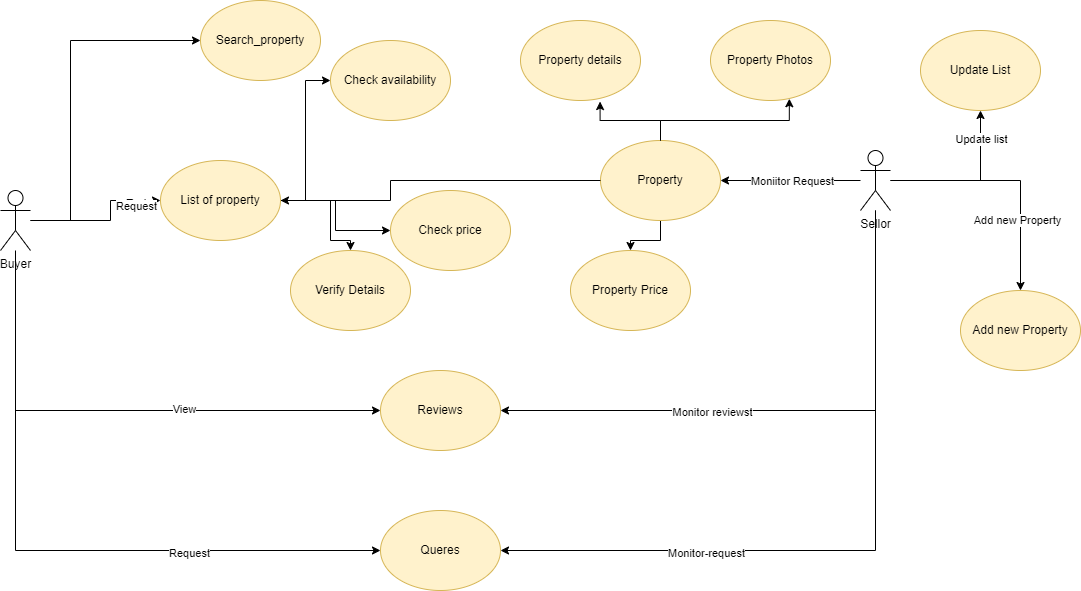 Search_property
Check availability
Property details
Property Photos
Update List
Update list
List of property
Request
Property
Moniitor Request
Sellor
Add new Property
Check price
Buyer
Verify Details
Property Price
Add new Property
View
Reviews
Monitor reviewst
Request
Queres
Monitor-request